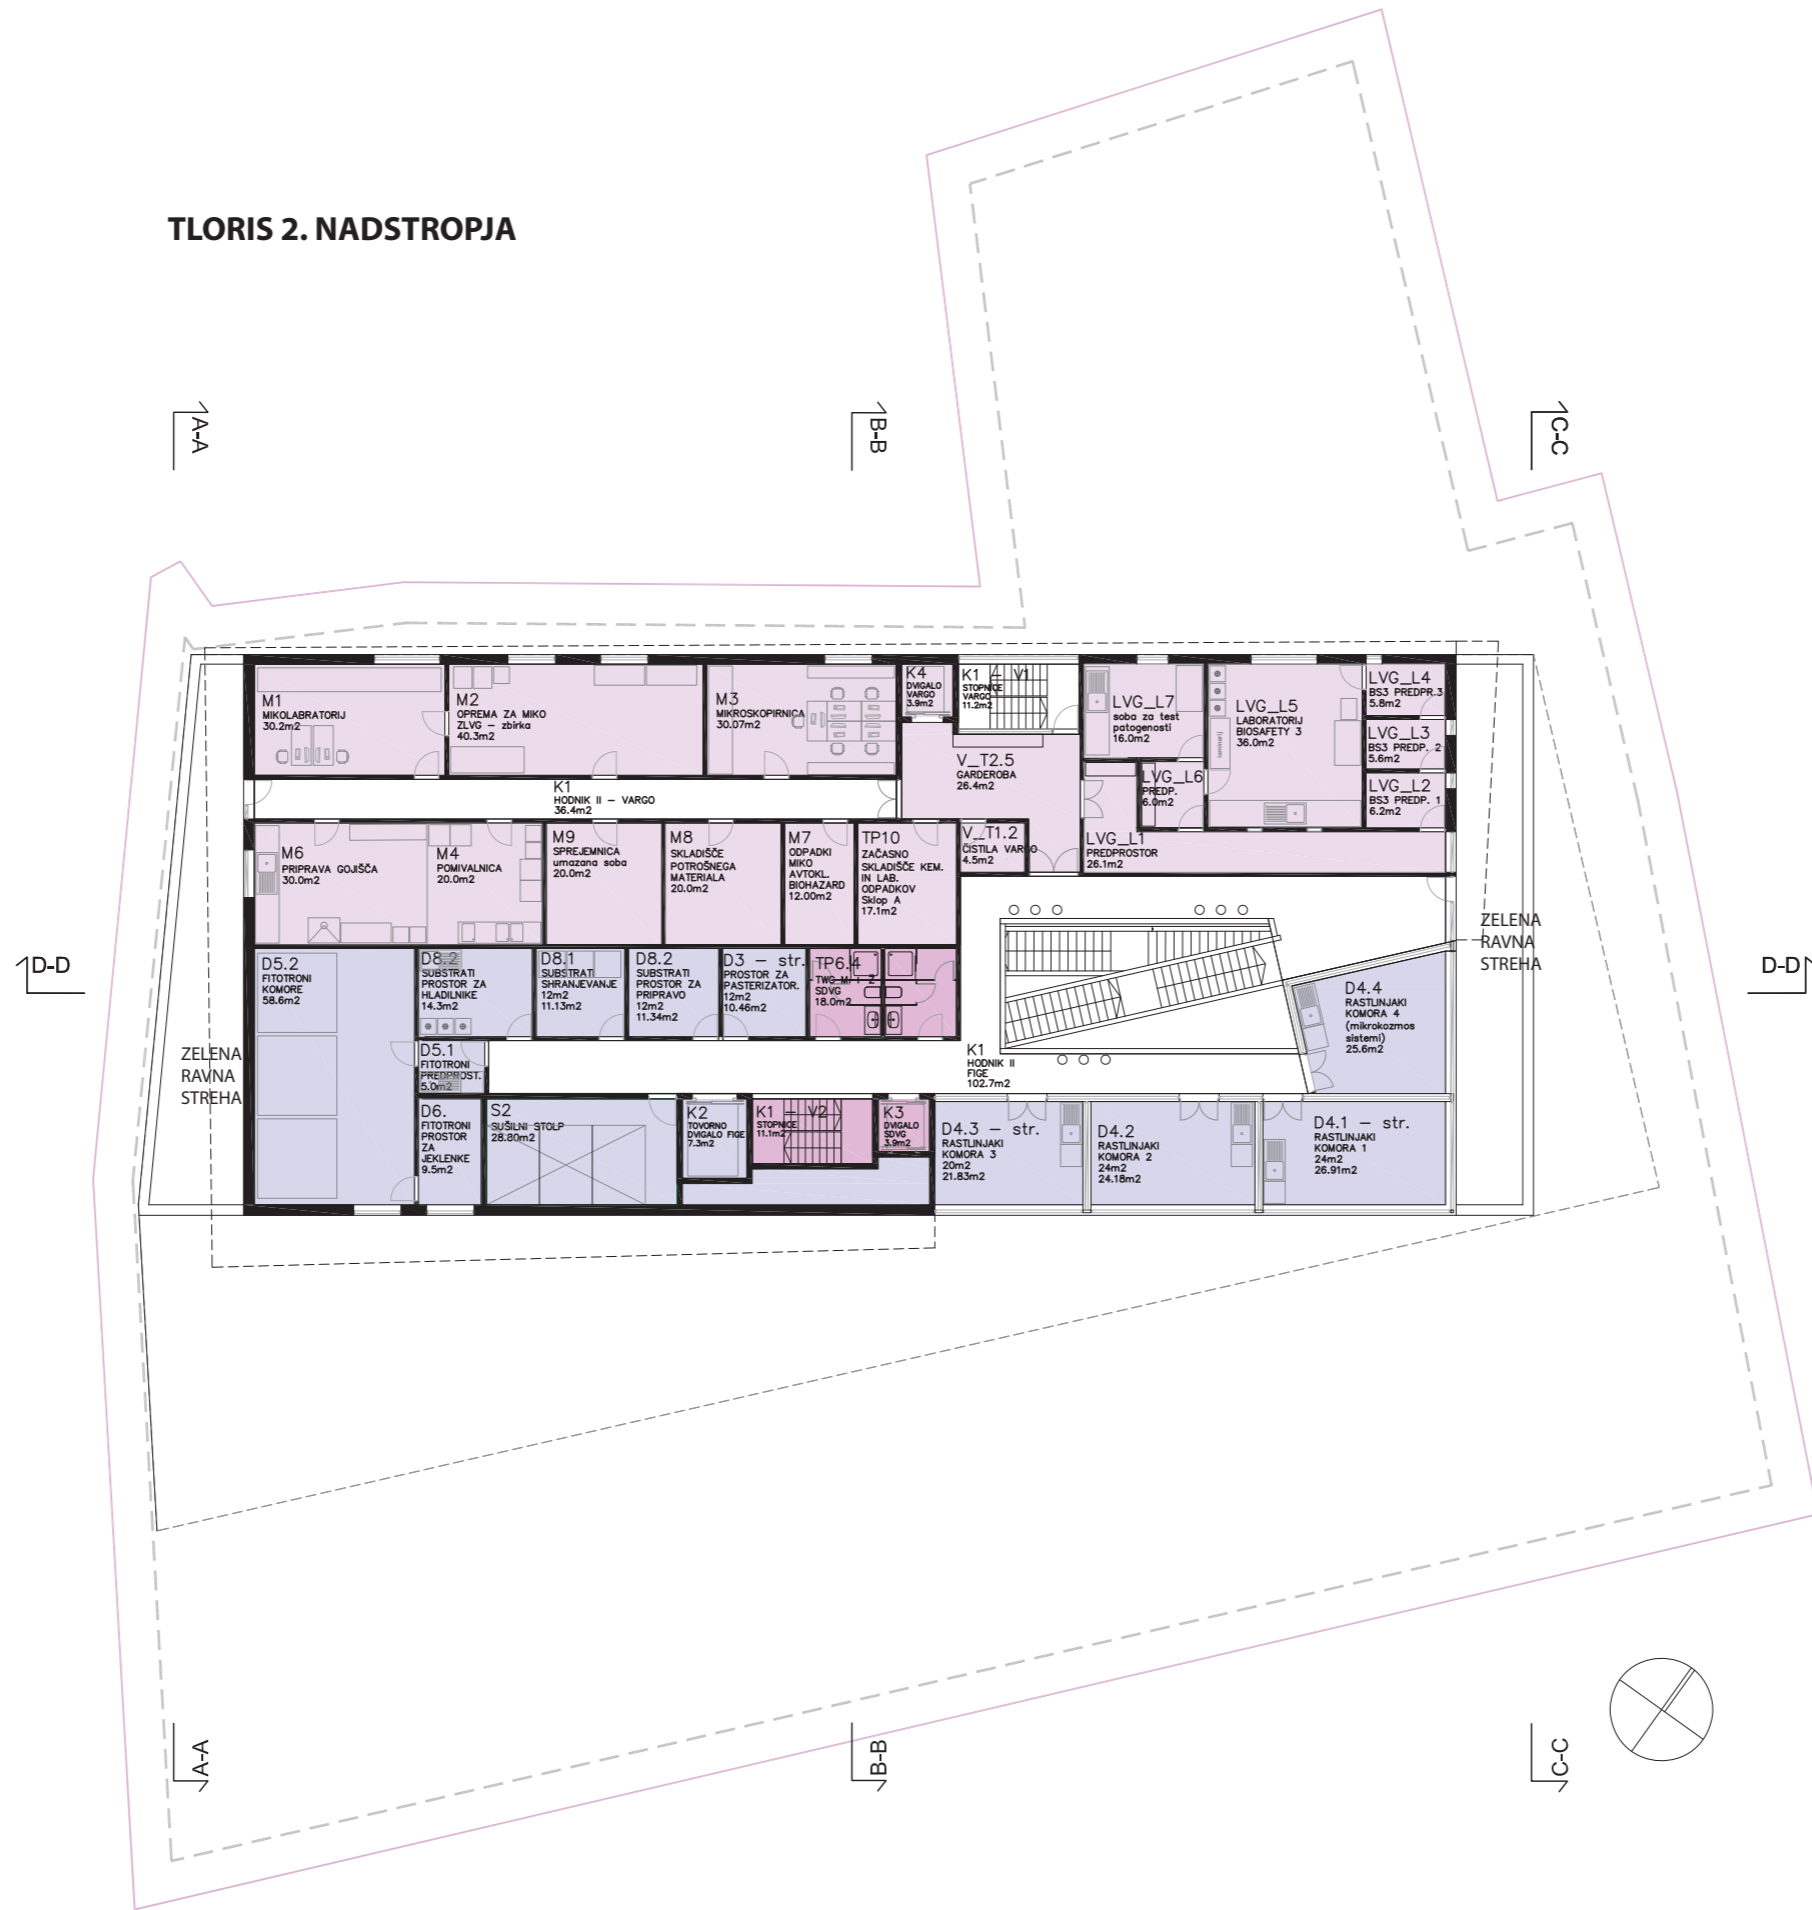 TLORIS 2. NADSTROPJA
A-A
B-B
C-C
M1
MIKOLABRATORIJ
30.2m2
M2
OPREMA ZA MIKO
ZLVG – zbirka
40.3m2
M3
MIKROSKOPIRNICA
30.07m2
K4
DVIGALO
VARGO
3.9m2
K1 – V1
STOPNICE
VARGO
11.2m2
LVG_L7
soba za test
patogenosti
16.0m2
LVG_L5
LABORATORIJ
BIOSAFETY 3
36.0m2
laminarij
LVG_L4
BS3 PREDPR.3
5.8m2
LVG_L3
BS3 PREDP. 2
5.6m2
LVG_L2
BS3 PREDP. 1
6.2m2
V_T2.5
GARDEROBA
26.4m2
LVG_L6
PREDP.
6.0m2
K1
HODNIK II – VARGO
36.4m2
V_T1.2
ČISTILA VARGO
4.5m2
LVG_L1
PREDPROSTOR
26.1m2
M6
PRIPRAVA GOJIŠČA
30.0m2
M4
POMIVALNICA
20.0m2
M9
SPREJEMNICA
umazana soba
20.0m2
M8
SKLADIŠČE
POTROŠNEGA
MATERIALA
20.0m2
M7
ODPADKI
MIKO
AVTOKL.
BIOHAZARD
12.00m2
TP10
ZAČASNO
SKLADIŠČE KEM.
IN LAB.
ODPADKOV
Sklop A
17.1m2
ZELENA
RAVNA
STREHA
D-D
D-D
D5.2
FITOTRONI
KOMORE
58.6m2
D8.2
SUBSTRATI
PROSTOR ZA
HLADILNIKE
14.3m2
D8.1
SUBSTRATI
SHRANJEVANJE
12m2
11.13m2
D8.2
SUBSTRATI
PROSTOR ZA
PRIPRAVO
12m2
11.34m2
D3 – str.
PROSTOR ZA
PASTERIZATOR.
12m2
10.46m2
TP6.4
SDVG
18.0m2
D4.4
RASTLINJAKI
KOMORA 4
(mikrokozmos
sistemi)
25.6m2
ZELENA
RAVNA
STREHA
D5.1
FITOTRONI
PREDPROST.
5.0m2
K1
HODNIK II
FIGE
102.7m2
D6.
FITOTRONI
PROSTOR
ZA
JEKLENKE
9.5m2
S2
SUŠILNI STOLP
28.80m2
K2
TOVORNO
DVIGALO FIGE
7.3m2
K1 – V2
STOPNICE
11.1m2
K3
DVIGALO
SDVG
3.9m2
D4.3 – str.
RASTLINJAKI
KOMORA 3
20m2
21.83m2
D4.2
RASTLINJAKI
KOMORA 2
24m2
24.18m2
D4.1 – str.
RASTLINJAKI
KOMORA 1
24m2
26.91m2
A-A
B-B
C-C